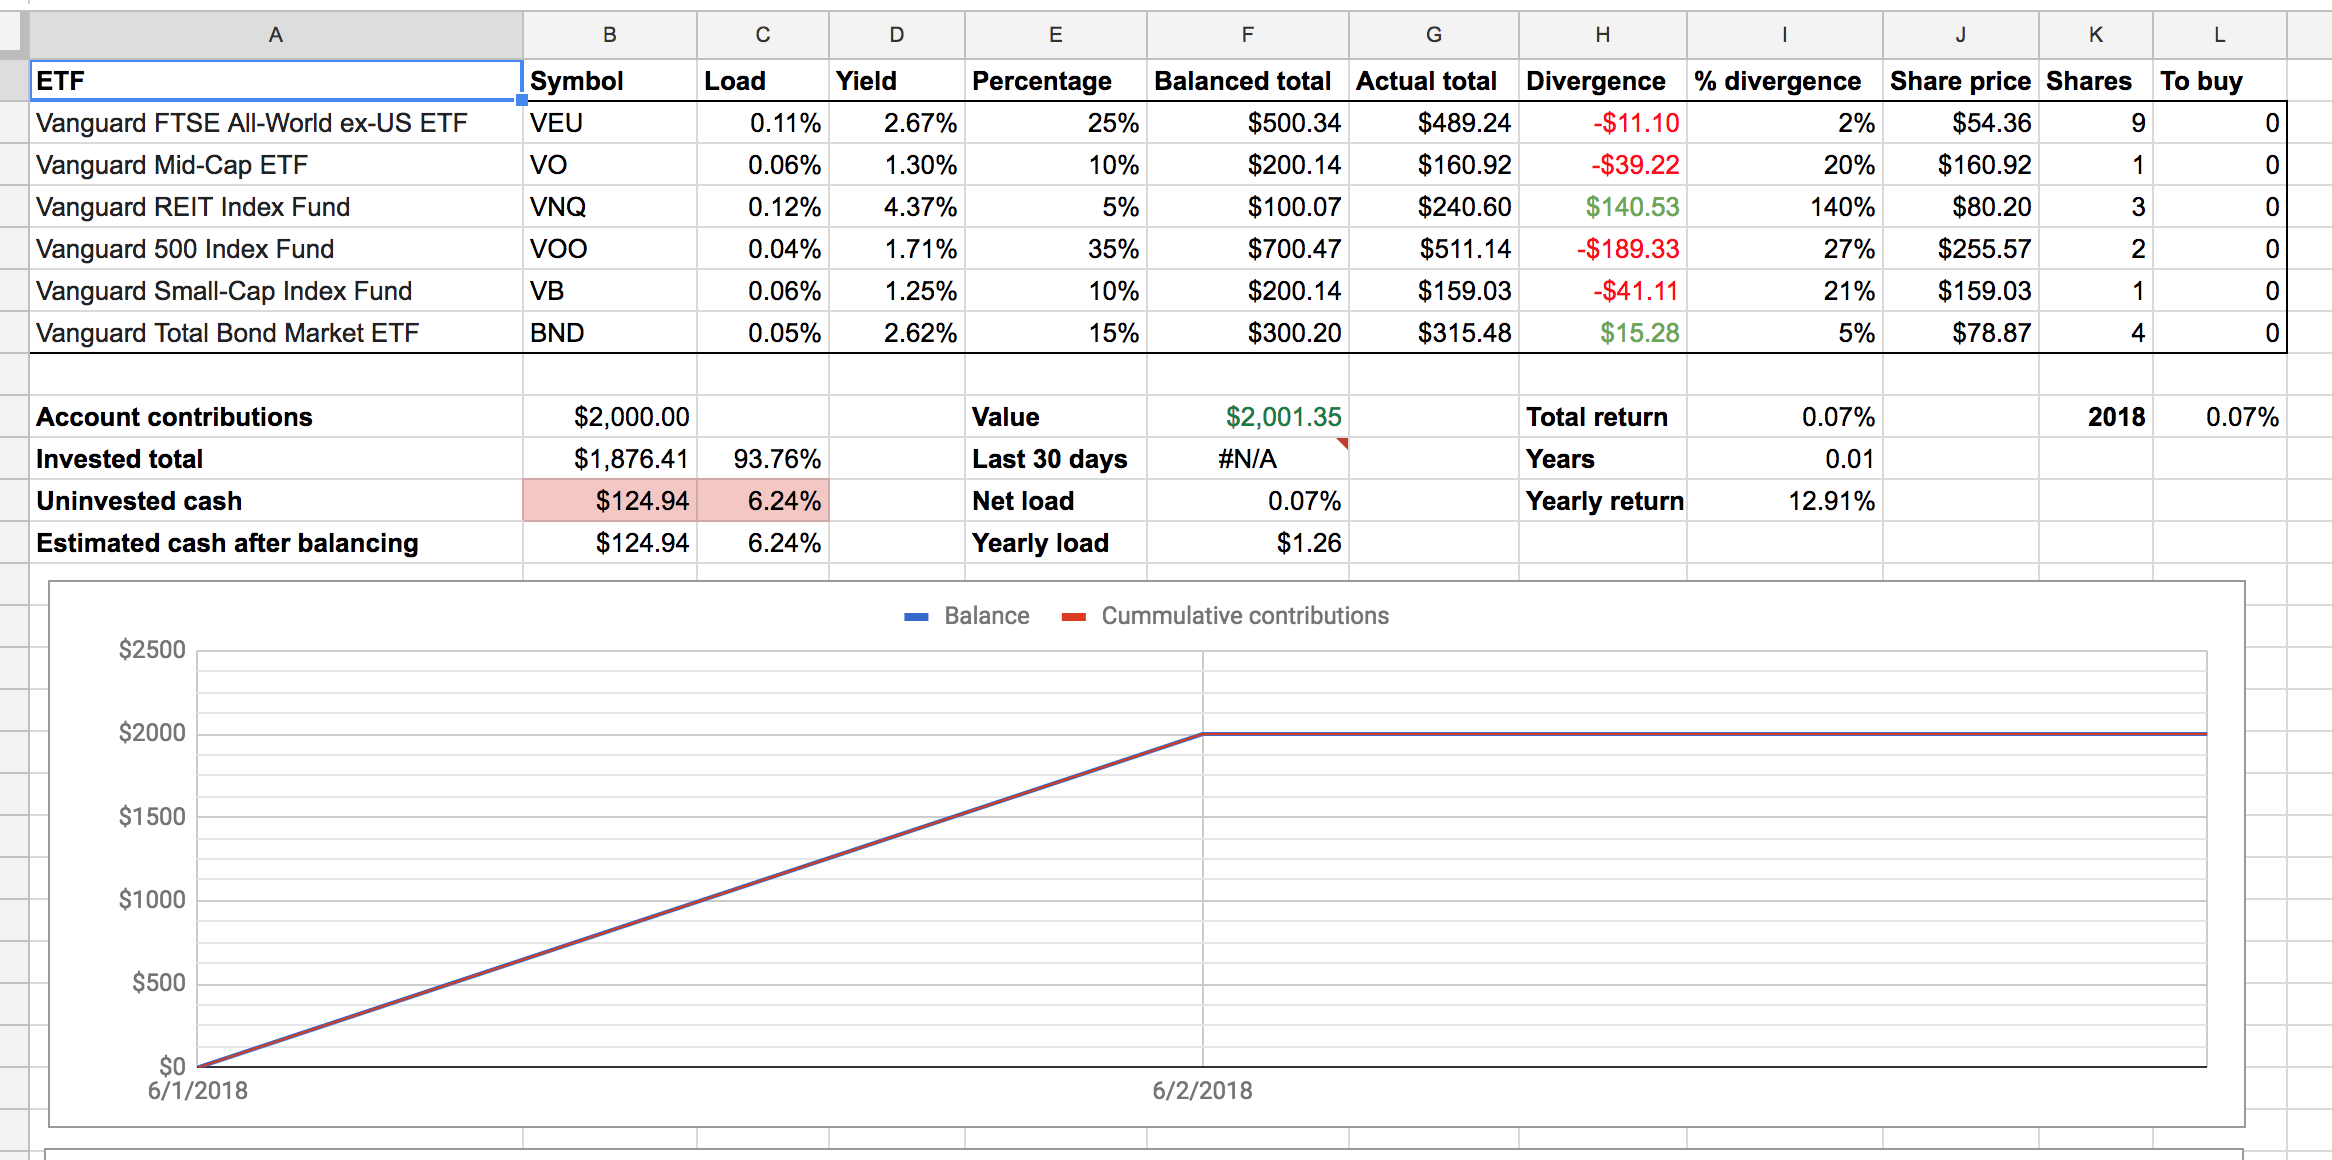 A B C D E F G H I J K L
ETF Symbol Load Yield Percentage Balanced total Actual total Divergence % divergence Share price Shares To buy
Vanguard FTSE All-World ex-US ETF VEU 0.11% 2.67% 25% $500.34 $489.24 -$11.10 2% $54.36 9 0
Vanguard Mid-Cap ETF VO 0.06% 1.30% 10% $200.14 $160.92 -$39.22 20% $160.92 1 0
Vanguard REIT Index Fund VNQ 0.12% 4.37% 5% $100.07 $240.60 $140.53 140% $80.20 3 0
Vanguard 500 Index Fund VOO 0.04% 1.71% 35% $700.47 $511.14 -$189.33 27% $255.57 2 0
Vanguard Small-Cap Index Fund VB 0.06% 1.25% 10% $200.14 $159.03 -$41.11 21% $159.03 1 0
Vanguard Total Bond Market ETF BND 0.05% 2.62% 15% $300.20 $315.48 $15.28 5% $78.87 4 0
Account contributions $2,000.00 Value $2,001.35 Total return 0.07% 2018 0.07%
Invested total $1,876.41 93.76% Last 30 days #N/A Years 0.01
Uninvested cash $124.94 6.24% Net load 0.07% Yearly return 12.91%
Estimated cash after balancing $124.94 6.24% Yearly load $1.26
Balance Cummulative contributions
$2500
$2000
$1500
$1000
$500
$0
6/1/2018 6/2/2018